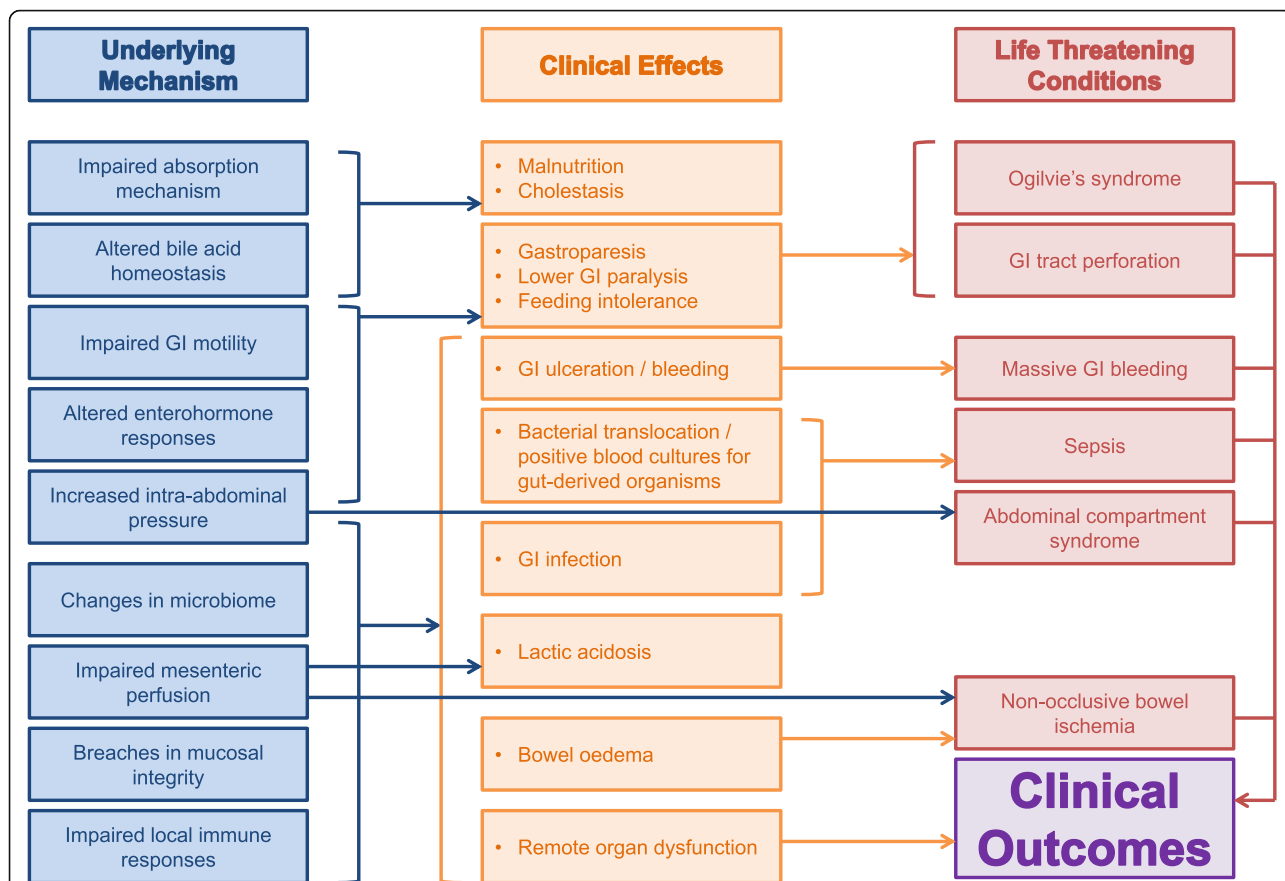 Underlying
Mechanism
Clinical Effects
Life Threatening
Conditions
Impaired absorption
mechanism
Altered bile acid
homeostasis
Impaired GI motility
Altered enterohormone
responses
Increased intra-abdominal
pressure
Changes in microbiome
Impaired mesenteric
perfusion
Breaches in mucosal
integrity
Impaired local immune
responses
• Malnutrition
• Cholestasis
• Gastroparesis
• Lower GI paralysis
• Feeding intolerance
• GI ulceration / bleeding
• Bacterial translocation /
positive blood cultures for
gut-derived organisms
• GI infection
• Lactic acidosis
• Bowel oedema
• Remote organ dysfunction
Ogilvie's syndrome
GI tract perforation
Massive GI bleeding
Sepsis
Abdominal compartment
syndrome
Non-occlusive bowel
ischemia
Clinical
Outcomes